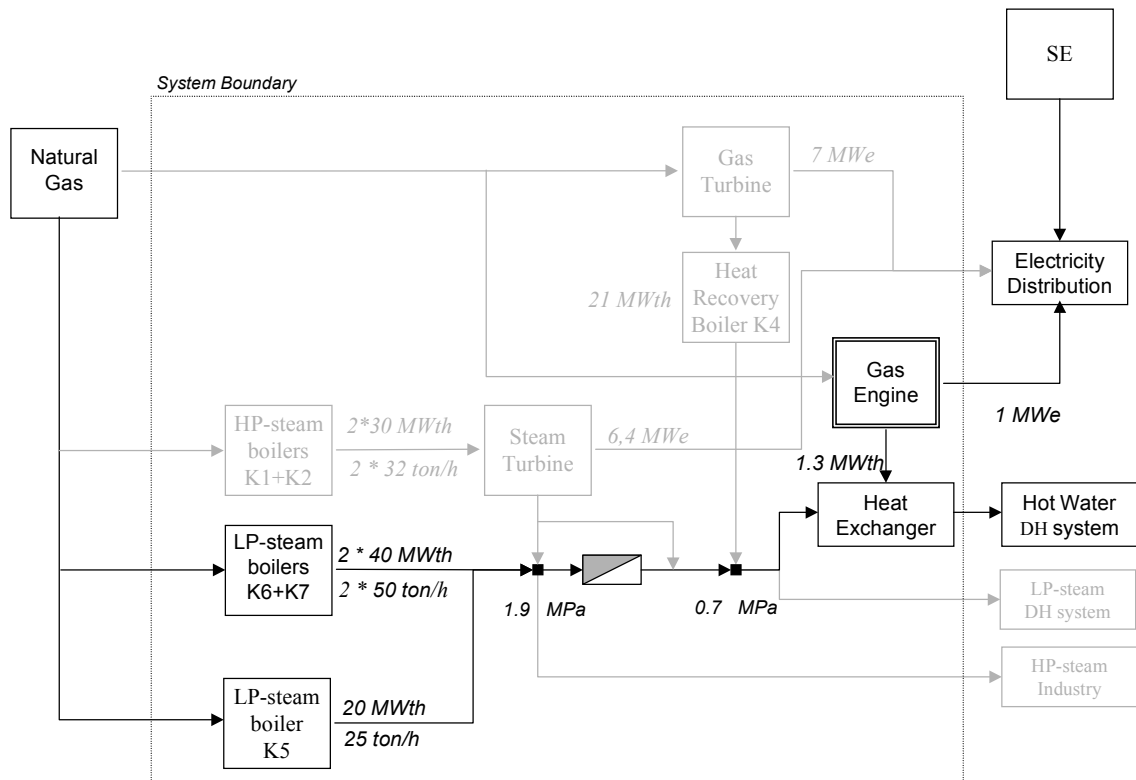 SE
System Boundary
Natural
Gas
Gas
Turbine
7 MWe
Heat
Recovery
Boiler K4
21 MWth
Electricity
Distribution
Gas
Engine
1 MWe
HP-steam
boilers
K1+K2
2*30 MWth
2 * 32 ton/h
Steam
Turbine
6,4 MWe
1.3 MWth
Heat
Exchanger
Hot Water
DH system
LP-steam
boilers
K6+K7
2 * 40 MWth
2 * 50 ton/h
1.9 MPa
0.7 MPa
LP-steam
DH system
HP-steam
Industry
LP-steam
boiler
K5
20 MWth
25 ton/h